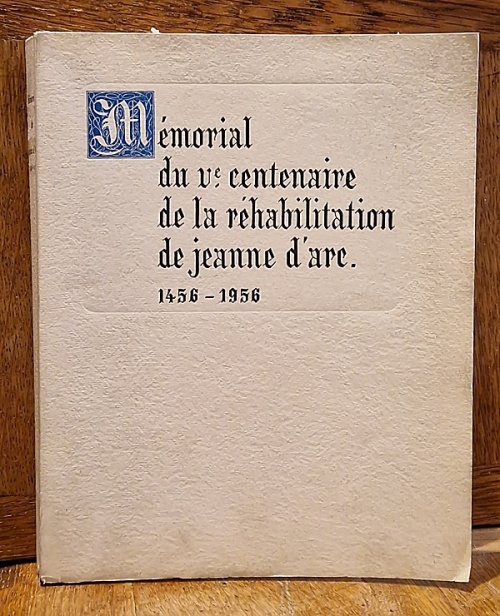 Mémorial
du Ve centenaire
de la réhabilitation
de jeanne d'arc.
1456 - 1956